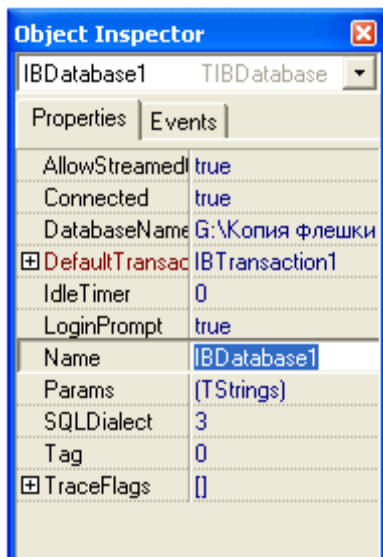 Object Inspector
IBDatabase1 TIBDatabase
Properties Events
AllowStreamed true
Connected true
DatabaseName G:\Копия флешки
DefaultTransac IBTransaction1
IdleTimer 0
LoginPrompt true
Name IBDatabase1
Params (TStrings)
SQLDialect 3
Tag 0
TraceFlags []